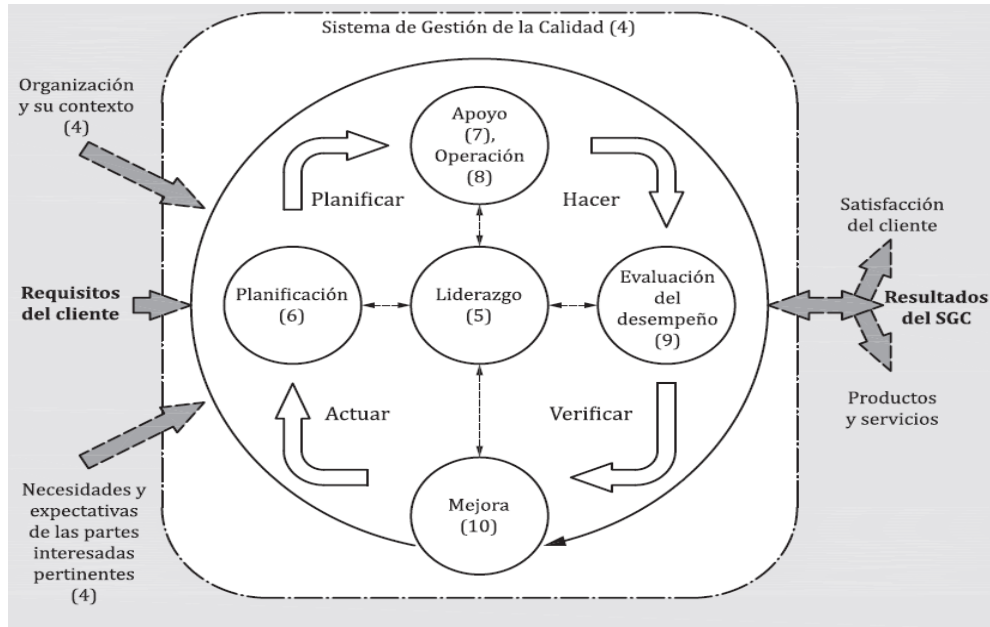 Sistema de Gestión de la Calidad (4)
Organización
y su contexto
(4)
Requisitos
del cliente
Necesidades y
expectativas
de las partes
interesadas
pertinentes
(4)
Apoyo
(7),
Operación
(8)
Planificar
Hacer
Planificación
(6)
Liderazgo
(5)
Evaluación
del
desempeño
(9)
Actuar
Verificar
Mejora
(10)
Satisfacción
del cliente
Resultados
del SGC
Productos
y servicios